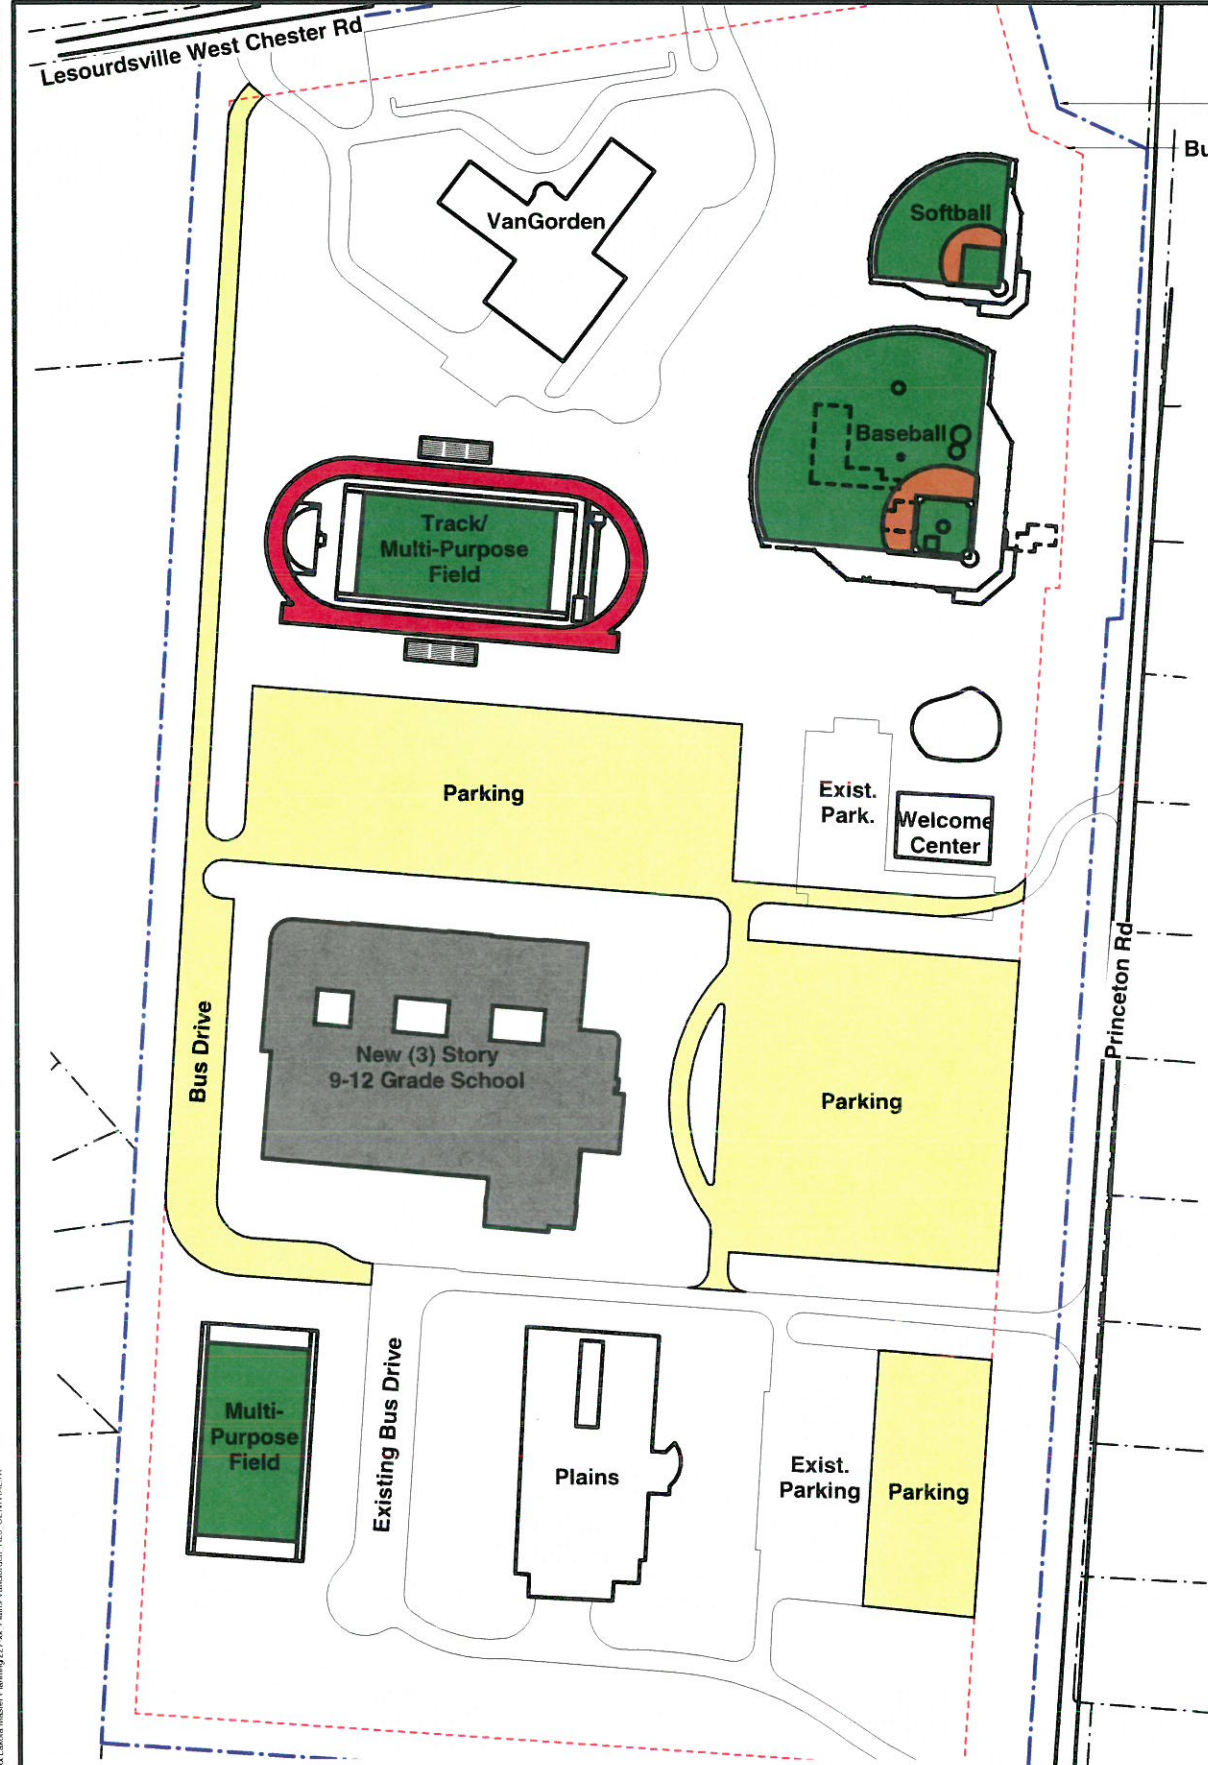 Lesourdsville West Chester Rd
Bu
VanGorden
Softball
Baseball
Track/
Multi-Purpose
Field
Parking
Exist.
Park.
Welcome
Center
Princeton Rd
Bus Drive
New (3) Story
9-12 Grade School
Parking
Multi-
Purpose
Field
Existing Bus Drive
Plains
Exist.
Parking
Parking